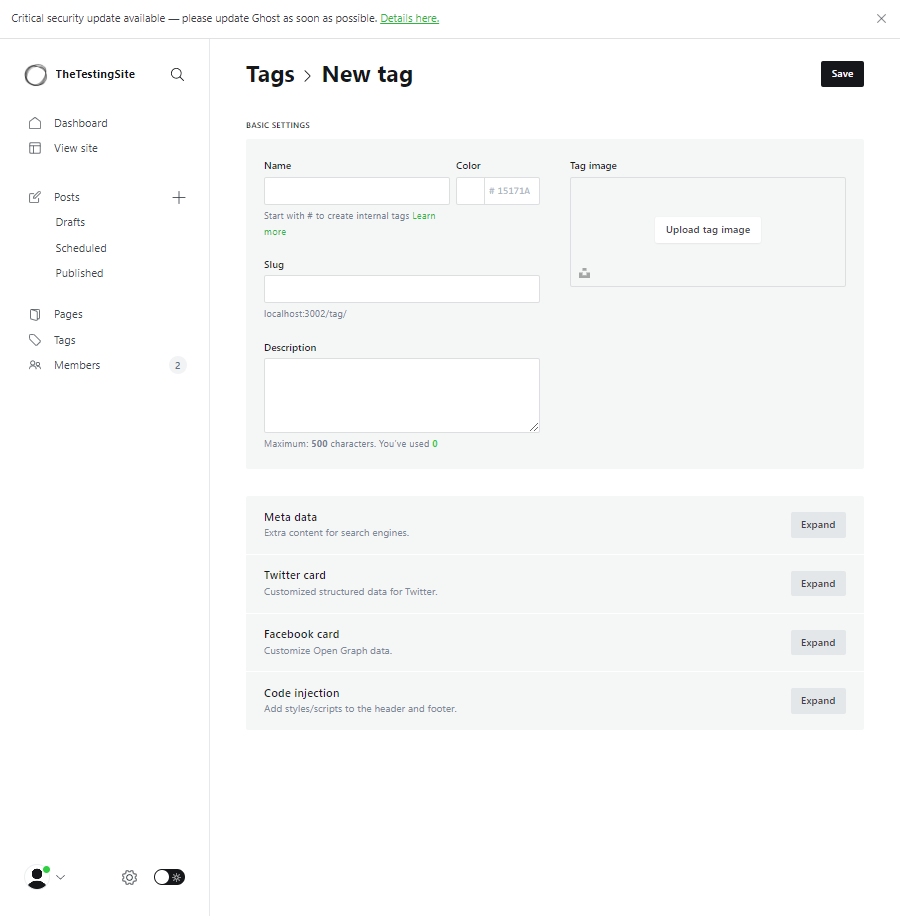 Critical security update available — please update Ghost as soon as possible. Details here.
TheTestingSite
Dashboard
View site
Posts
Drafts
Scheduled
Published
Pages
Tags
Members 2
Tags > New tag
Save
BASIC SETTINGS
Name
Color
# 15171A
Start with # to create internal tags Learn
more
Slug
localhost:3002/tag/
Description
Maximum: 500 characters. You've used 0
Tag image
Upload tag image
Meta data
Extra content for search engines.
Expand
Twitter card
Customized structured data for Twitter.
Expand
Facebook card
Customize Open Graph data.
Expand
Code injection
Add styles/scripts to the header and footer.
Expand